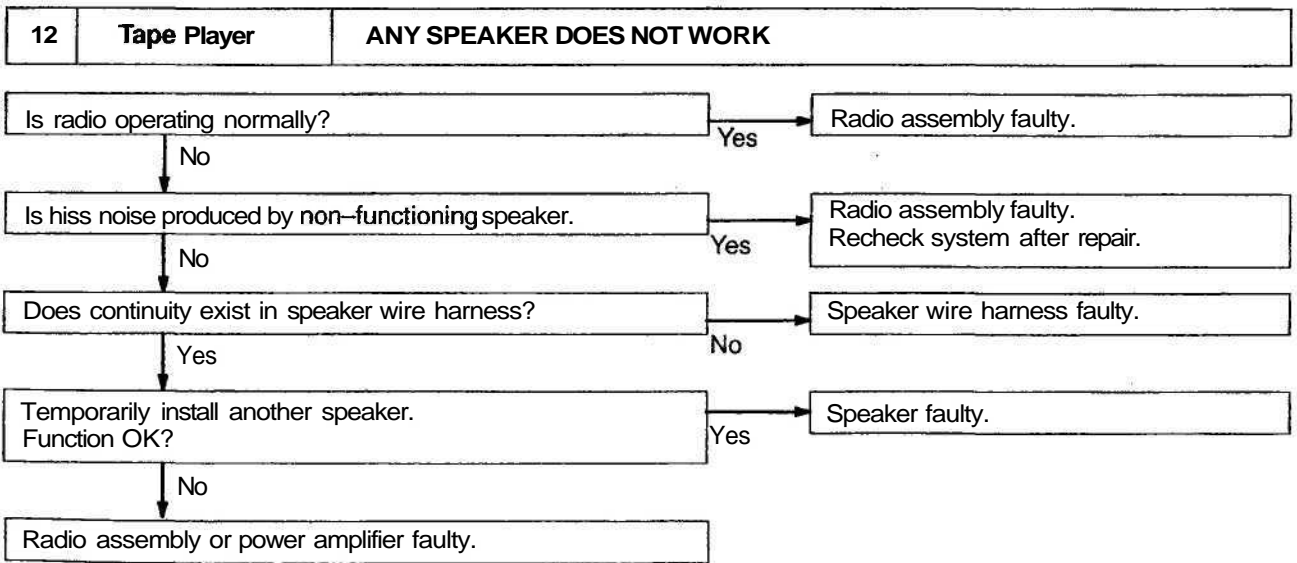 12 Tape Player ANY SPEAKER DOES NOT WORK
Is radio operating normally?
Yes
Radio assembly faulty.
No
Is hiss noise produced by non–functioning speaker.
Yes
Radio assembly faulty.
Recheck system after repair.
No
Does continuity exist in speaker wire harness?
No
Speaker wire harness faulty.
Yes
Temporarily install another speaker.
Function OK?
Yes
Speaker faulty.
No
Radio assembly or power amplifier faulty.